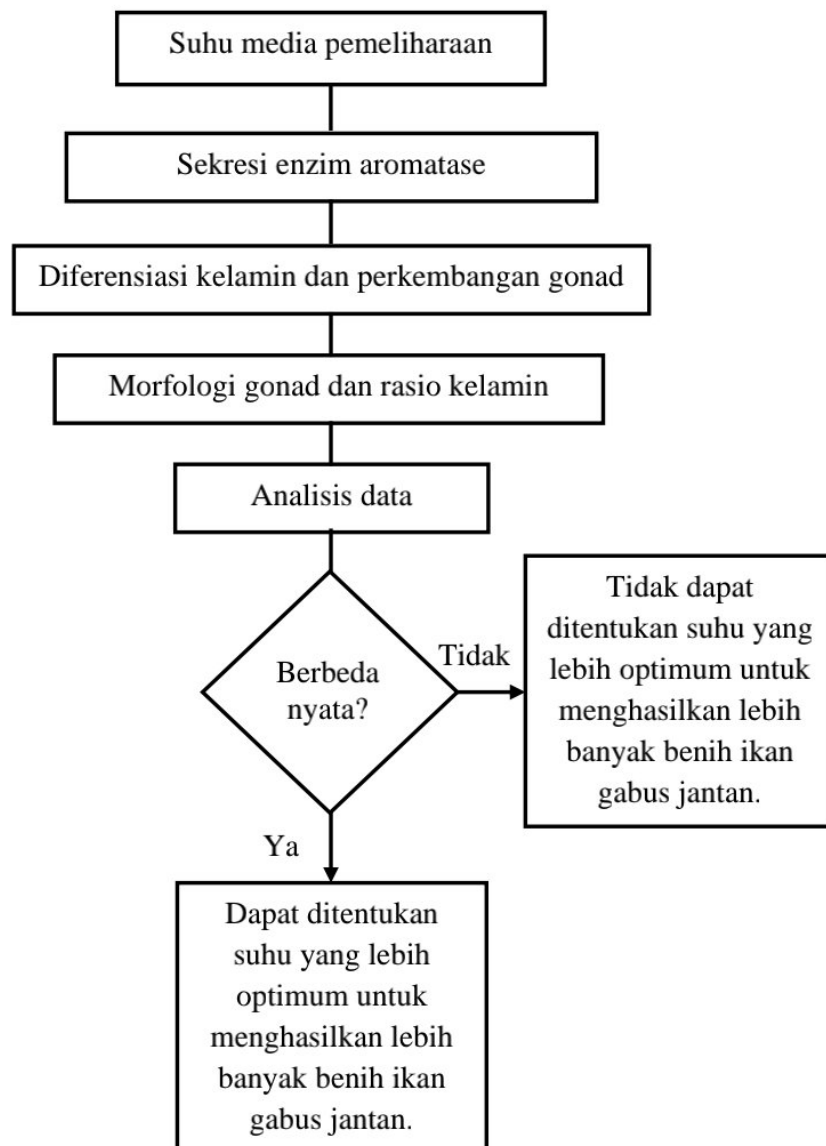 Suhu media pemeliharaan
Sekresi enzim aromatase
Diferensiasi kelamin dan perkembangan gonad
Morfologi gonad dan rasio kelamin
Analisis data
Berbeda
nyata?
Tidak
Tidak dapat
ditentukan suhu yang
lebih optimum untuk
menghasilkan lebih
banyak benih ikan
gabus jantan.
Ya
Dapat ditentukan
suhu yang lebih
optimum untuk
menghasilkan lebih
banyak benih ikan
gabus jantan.